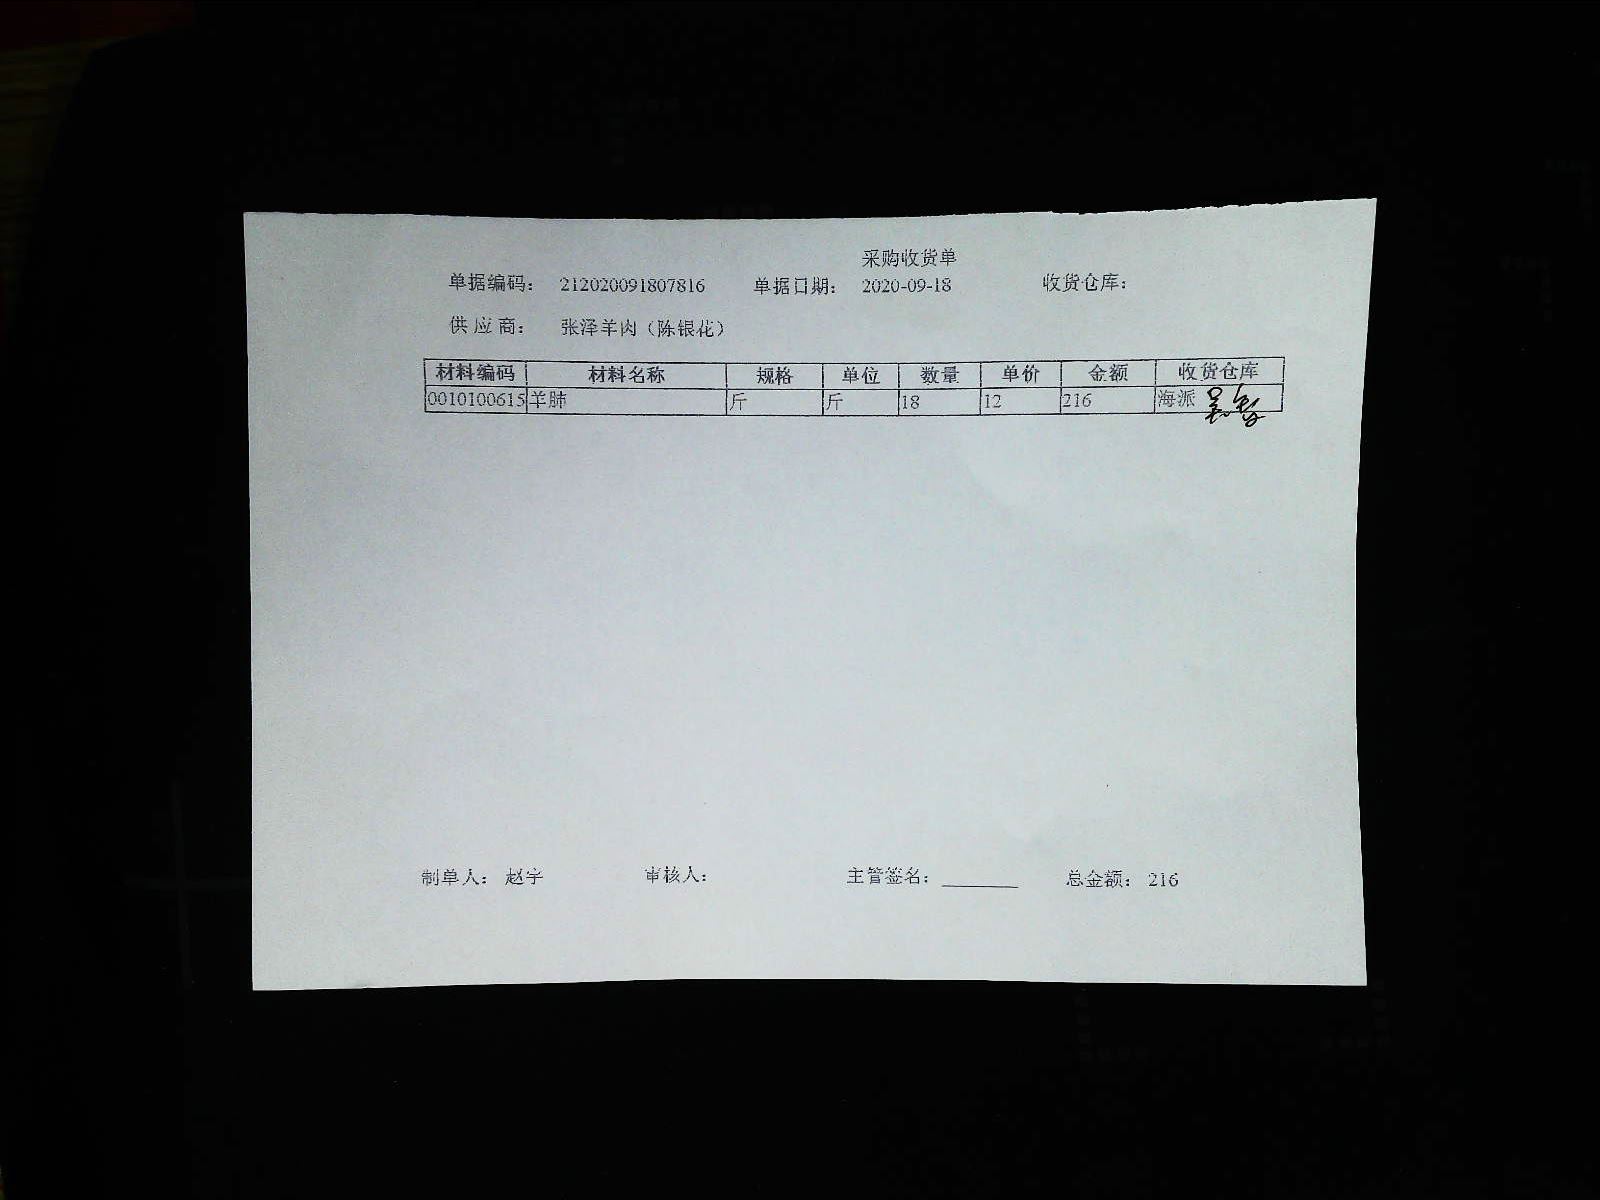 采购收货单
单据编码： 212020091807816 单据日期： 2020-09-18 收货仓库：
供 应 商： 张泽羊肉（陈银花）
材料编码 材料名称 规格 单位 数量 单价 金额 收货仓库
0010100615 羊肺 斤 斤 18 12 216 海派
制单人： 赵宇 审核人： 主管签名： ________ 总金额： 216